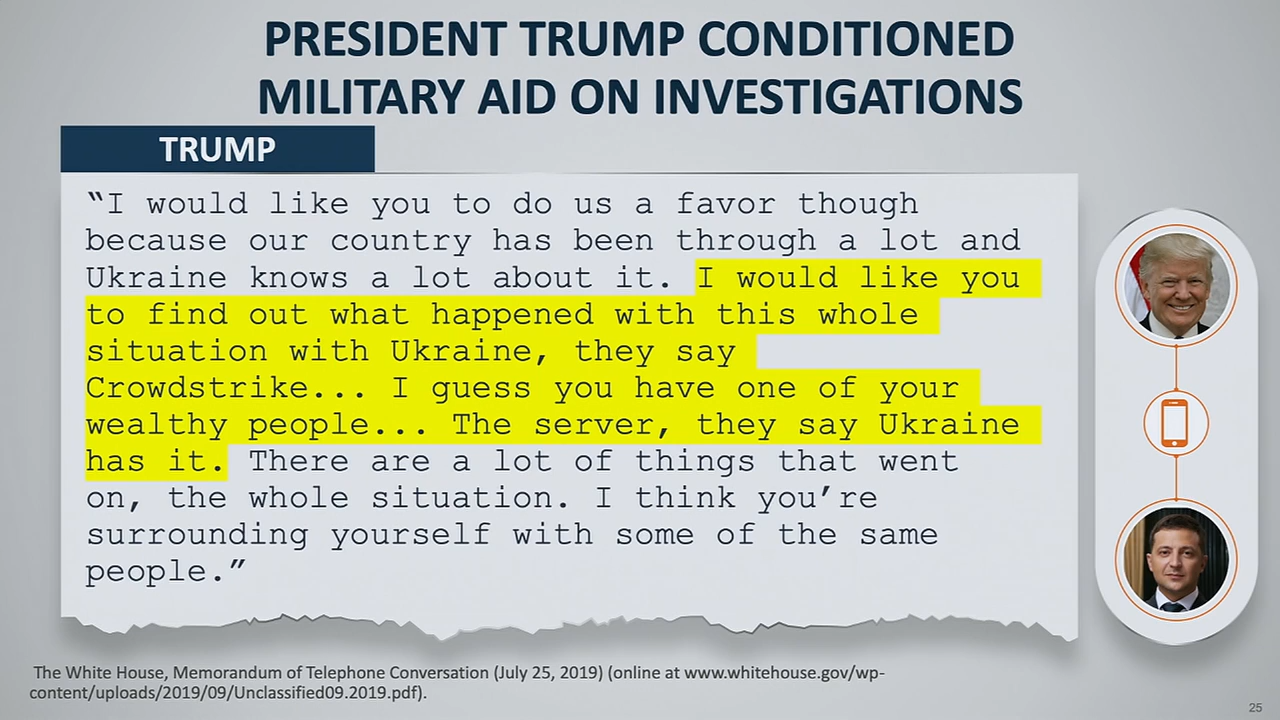 PRESIDENT TRUMP CONDITIONED
MILITARY AID ON INVESTIGATIONS
TRUMP
“I would like you to do us a favor though
because our country has been through a lot and
Ukraine knows a lot about it. I would like you
to find out what happened with this whole
situation with Ukraine, they say
Crowdstrike... I guess you have one of your
wealthy people... The server, they say Ukraine
has it. There are a lot of things that went
on, the whole situation. I think you’re
surrounding yourself with some of the same
people.”
The White House, Memorandum of Telephone Conversation (July 25, 2019) (online at www.whitehouse.gov/wp-
content/uploads/2019/09/Unclassified09.2019.pdf).
25